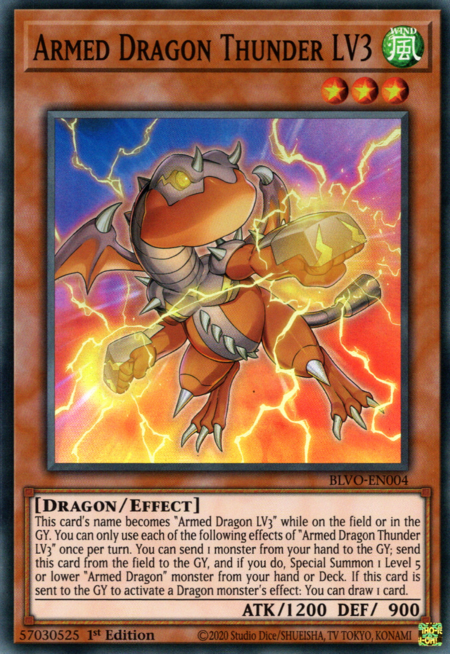 ARMED DRAGON THUNDER LV3
WIND
風
BLVO-EN004
[DRAGON/EFFECT]
This card's name becomes "Armed Dragon LV3" while on the field or in the
GY. You can only use each of the following effects of "Armed Dragon Thunder
LV3" once per turn. You can send 1 monster from your hand to the GY; send
this card from the field to the GY, and if you do, Special Summon 1 Level 5
or lower "Armed Dragon" monster from your hand or Deck. If this card is
sent to the GY to activate a Dragon monster's effect: You can draw 1 card.
ATK/1200 DEF/ 900
57030525 1st Edition ©2020 Studio Dice/SHUEISHA, TV TOKYO, KONAMI